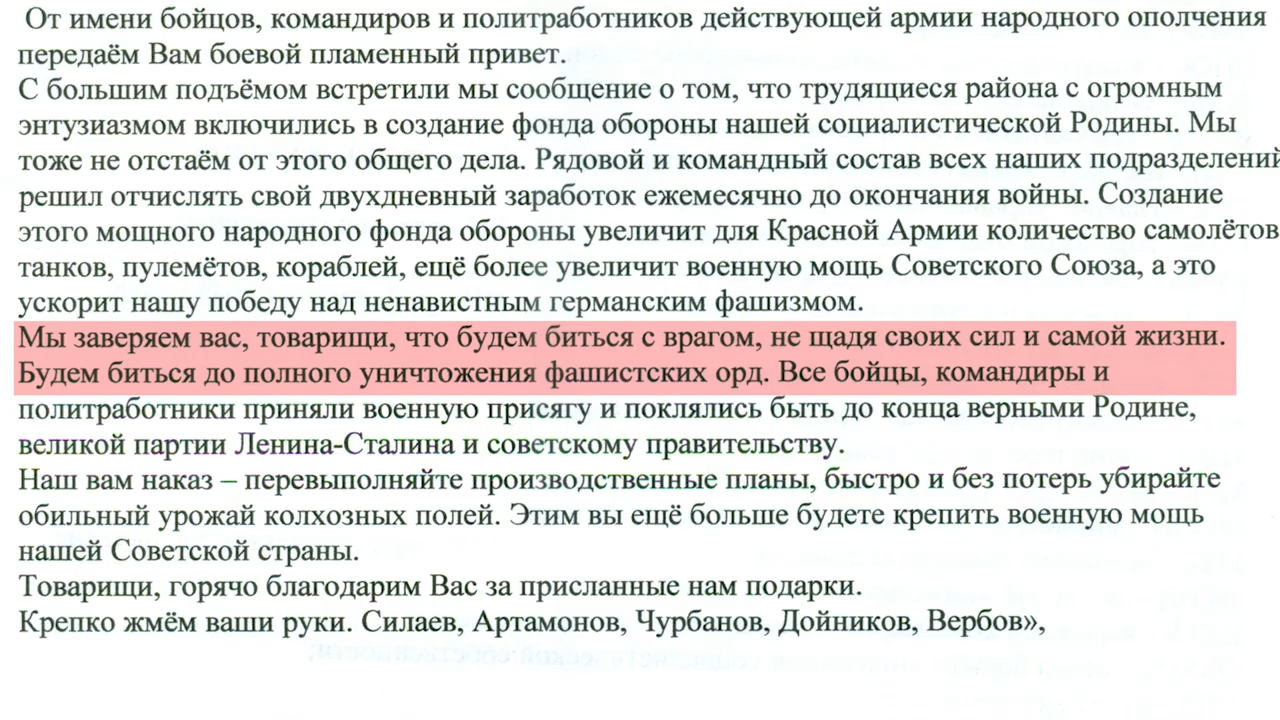 От имени бойцов, командиров и политработников действующей армии народного ополчения
передаём Вам боевой пламенный привет.
С большим подъёмом встретили мы сообщение о том, что трудящиеся района с огромным
энтузиазмом включились в создание фонда обороны нашей социалистической Родины. Мы
тоже не отстаём от этого общего дела. Рядовой и командный состав всех наших подразделений
решил отчислять свой двухдневный заработок ежемесячно до окончания войны. Создание
этого мощного народного фонда обороны увеличит для Красной Армии количество самолётов
танков, пулемётов, кораблей, ещё более увеличит военную мощь Советского Союза, а это
ускорит нашу победу над ненавистным германским фашизмом.
Мы заверяем вас, товарищи, что будем биться с врагом, не щадя своих сил и самой жизни.
Будем биться до полного уничтожения фашистских орд. Все бойцы, командиры и
политработники приняли военную присягу и поклялись быть до конца верными Родине,
великой партии Ленина-Сталина и советскому правительству.
Наш вам наказ – перевыполняйте производственные планы, быстро и без потерь убирайте
обильный урожай колхозных полей. Этим вы ещё больше будете крепить военную мощь
нашей Советской страны.
Товарищи, горячо благодарим Вас за присланные нам подарки.
Крепко жмём ваши руки. Силаев, Артамонов, Чурбанов, Дойников, Вербов»,